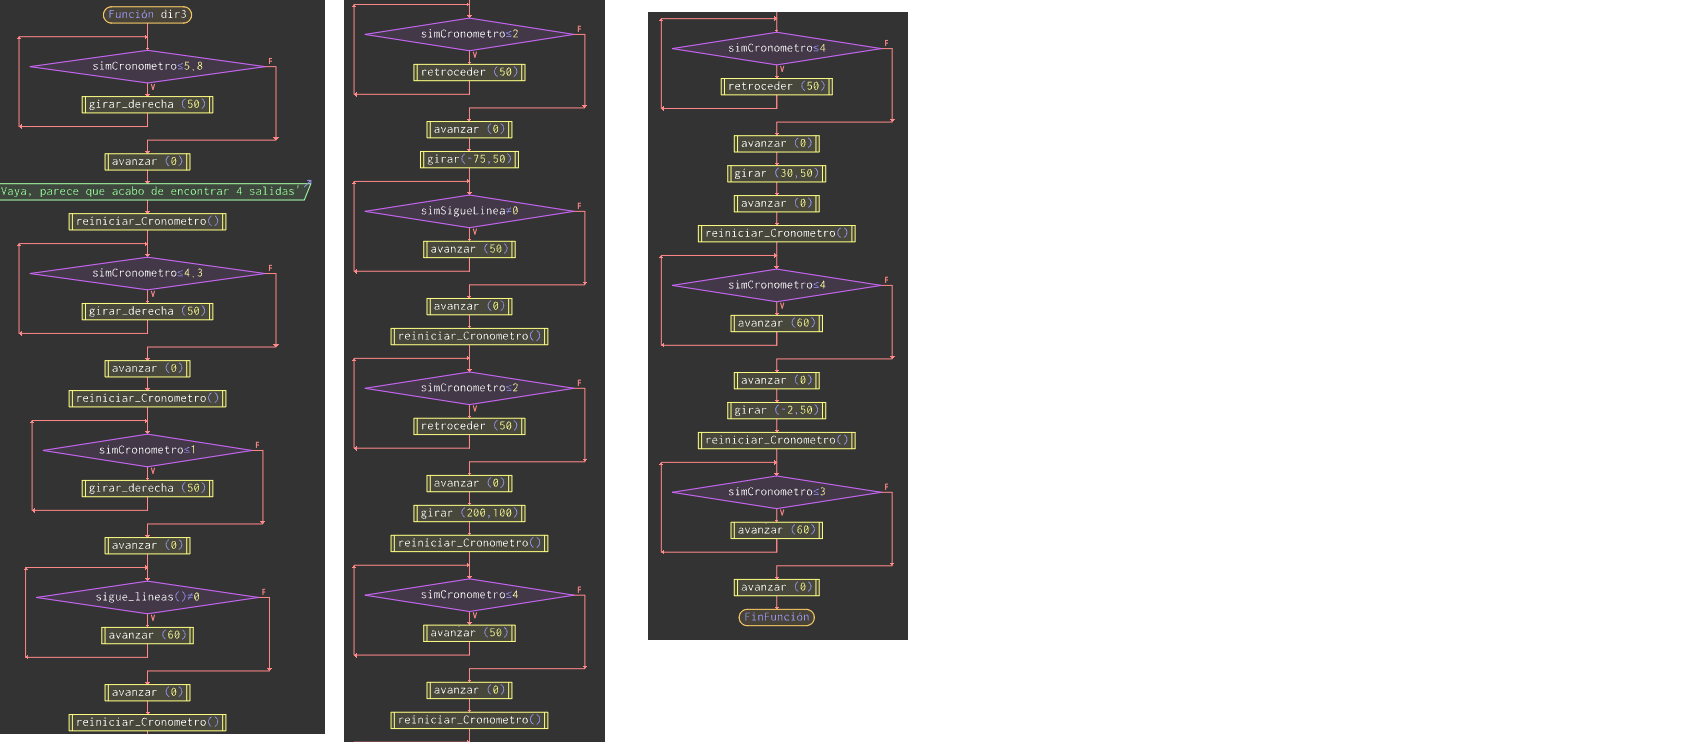 Función dir3
simCronometro≤5.8
F
V
girar_derecha (50)
avanzar (0)
Vaya, parece que acabo de encontrar 4 salidas'
reiniciar_Cronometro()
simCronometro≤4.3
F
V
girar_derecha (50)
avanzar (0)
reiniciar_Cronometro()
simCronometro≤1
F
V
girar_derecha (50)
avanzar (0)
sigue_lineas()≠0
F
V
avanzar (60)
avanzar (0)
reiniciar_Cronometro()
simCronometro≤2
F
V
retroceder (50)
avanzar (0)
girar(-75,50)
simSigueLinea≠0
F
V
avanzar (50)
avanzar (0)
reiniciar_Cronometro()
simCronometro≤2
F
V
retroceder (50)
avanzar (0)
girar (200,100)
reiniciar_Cronometro()
simCronometro≤4
F
V
avanzar (50)
avanzar (0)
reiniciar_Cronometro()
simCronometro≤4
F
V
retroceder (50)
avanzar (0)
girar (30,50)
avanzar (0)
reiniciar_Cronometro()
simCronometro≤4
F
V
avanzar (60)
avanzar (0)
girar (-2,50)
reiniciar_Cronometro()
simCronometro≤3
F
V
avanzar (60)
avanzar (0)
FinFunción